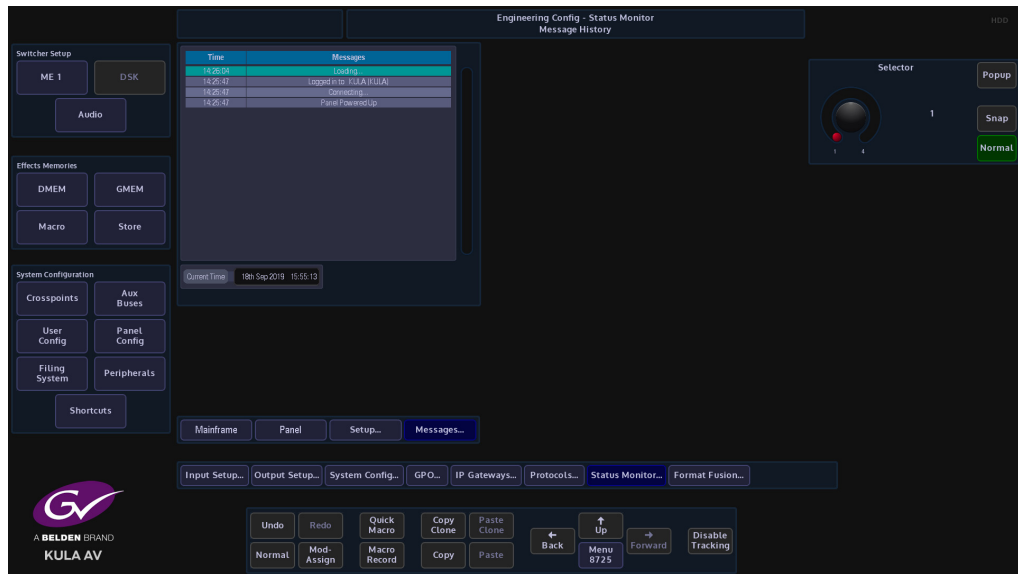 Engineering Config - Status Monitor
Message History
HDD
Switcher Setup
ME 1
DSK
Audio
Effects Memories
DMEM
GMEM
Macro
Store
System Configuration
Crosspoints
Aux
Buses
User
Config
Panel
Config
Filing
System
Peripherals
Shortcuts
Time Messages
14:26:04 Loading...
14:25:47 Logged in to KULA [KULA]
14:25:47 Connecting...
14:25:47 Panel Powered Up
Current Time 18th Sep 2019 15:55:13
Selector
1
1 4
Popup
Snap
Normal
Mainframe Panel Setup... Messages...
Input Setup... Output Setup... System Config... GPO... IP Gateways... Protocols... Status Monitor... Format Fusion...
GV
A BELDEN BRAND
KULA AV
Undo
Redo
Quick
Macro
Copy
Clone
Paste
Clone
Normal
Mod-
Assign
Macro
Record
Copy
Paste
← 
Back
↑
Up
Menu
8725
→
Forward
Disable
Tracking